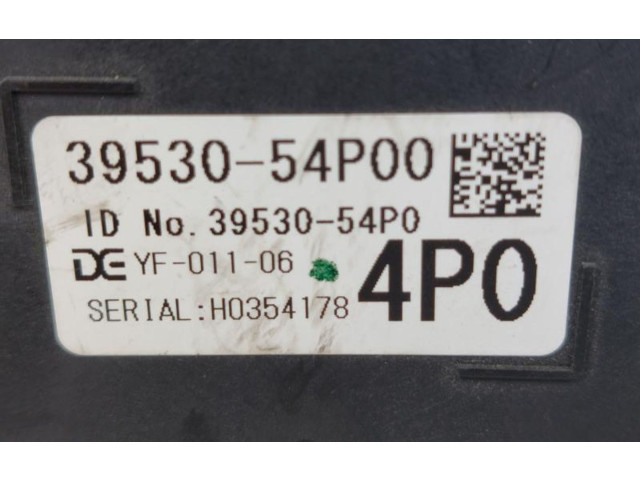 39530-54P00
ID No. 39530-54P0
DE YF-011-06
4P0
SERIAL:H0354178